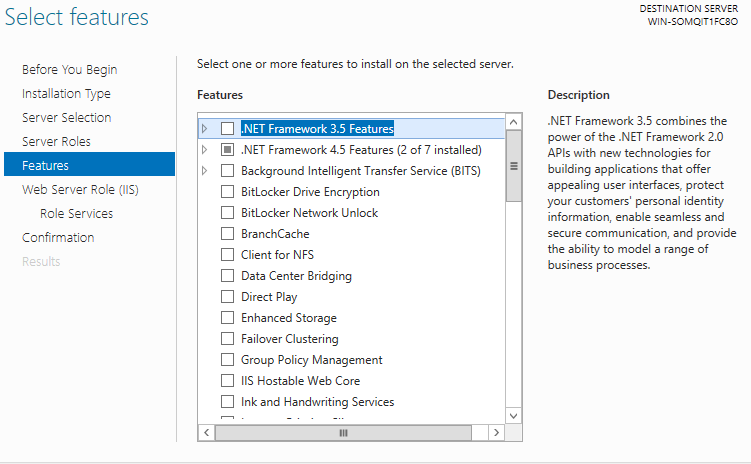 Select features
DESTINATION SERVER
WIN-SOMQIT1FC8O
Before You Begin
Installation Type
Server Selection
Server Roles
Features
Web Server Role (IIS)
Role Services
Confirmation
Results
Select one or more features to install on the selected server.
Features
.NET Framework 3.5 Features
.NET Framework 4.5 Features (2 of 7 installed)
Background Intelligent Transfer Service (BITS)
BitLocker Drive Encryption
BitLocker Network Unlock
BranchCache
Client for NFS
Data Center Bridging
Direct Play
Enhanced Storage
Failover Clustering
Group Policy Management
IIS Hostable Web Core
Ink and Handwriting Services
Description
.NET Framework 3.5 combines the
power of the .NET Framework 2.0
APIs with new technologies for
building applications that offer
appealing user interfaces, protect
your customers' personal identity
information, enable seamless and
secure communication, and provide
the ability to model a range of
business processes.